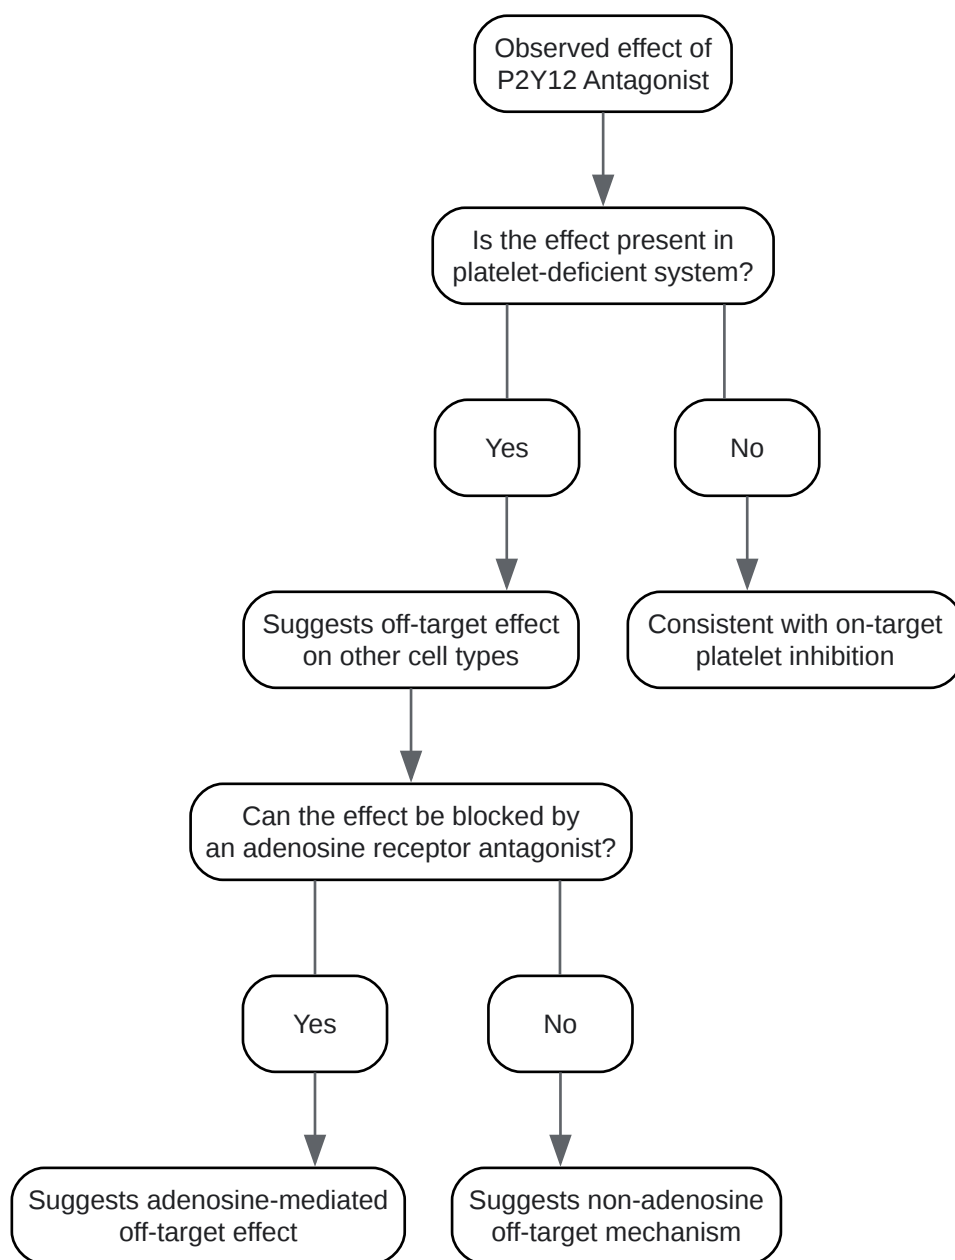 Observed effect of
P2Y12 Antagonist
Is the effect present in
platelet-deficient system?
Yes
No
Suggests off-target effect
on other cell types
Consistent with on-target
platelet inhibition
Can the effect be blocked by
an adenosine receptor antagonist?
Yes
No
Suggests adenosine-mediated
off-target effect
Suggests non-adenosine
off-target mechanism